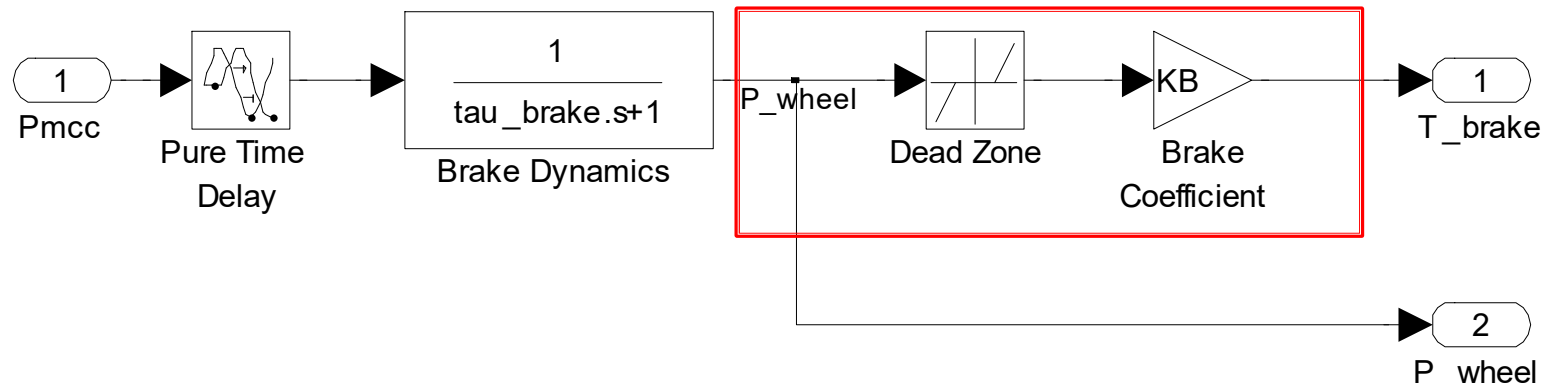 1
Pmcc
Pure Time
Delay
1
tau_brake.s+1
Brake Dynamics
P_wheel
Dead Zone
KB
Brake
Coefficient
1
T_brake
2
P_wheel